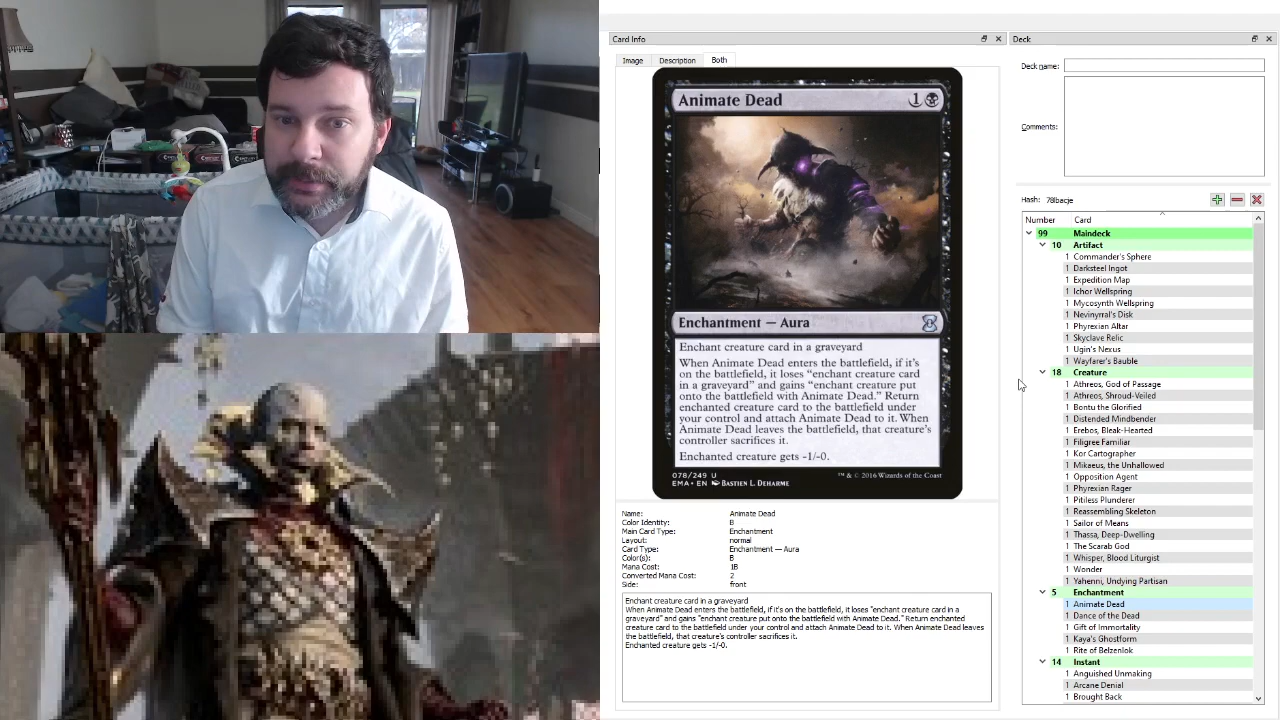 Card Info
Image Description Both
Animate Dead 1
Enchantment — Aura
Enchant creature card in a graveyard
When Animate Dead enters the battlefield, if it's
on the battlefield, it loses “enchant creature card
in a graveyard” and gains “enchant creature put
onto the battlefield with Animate Dead.” Return
enchanted creature card to the battlefield under
your control and attach Animate Dead to it. When
Animate Dead leaves the battlefield, that creature's
controller sacrifices it.
Enchanted creature gets -1/-0.
078/249 U
EMA • EN Bastien L. Deharme
™ & © 2016 Wizards of the Coast
Name: Animate Dead
Color Identity: B
Main Card Type: Enchantment
Layout: normal
Card Type: Enchantment — Aura
Color(s): B
Mana Cost: 1B
Converted Mana Cost: 2
Side: front
Enchant creature card in a graveyard
When Animate Dead enters the battlefield, if it's on the battlefield, it loses "enchant creature card in a
graveyard" and gains "enchant creature put onto the battlefield with Animate Dead." Return enchanted
creature card to the battlefield under your control and attach Animate Dead to it. When Animate Dead leaves
the battlefield, that creature's controller sacrifices it.
Enchanted creature gets -1/-0.
Deck
Deck name:
Comments:
Hash: 78lbacje
Number Card
99 Maindeck
10 Artifact
1 Commander's Sphere
1 Darksteel Ingot
1 Expedition Map
1 Ichor Wellspring
1 Mycosynth Wellspring
1 Nevinyrral's Disk
1 Phyrexian Altar
1 Skyclave Relic
1 Ugin's Nexus
1 Wayfarer's Bauble
18 Creature
1 Athreos, God of Passage
1 Athreos, Shroud-Veiled
1 Bontu the Glorified
1 Distended Mindbender
1 Erebos, Bleak-Hearted
1 Filigree Familiar
1 Kor Cartographer
1 Mikaeus, the Unhallowed
1 Opposition Agent
1 Phyrexian Rager
1 Pitiless Plunderer
1 Reassembling Skeleton
1 Sailor of Means
1 Thassa, Deep-Dwelling
1 The Scarab God
1 Whisper, Blood Liturgist
1 Wonder
1 Yahenni, Undying Partisan
5 Enchantment
1 Animate Dead
1 Dance of the Dead
1 Gift of Immortality
1 Kaya's Ghostform
1 Rite of Belzenlok
14 Instant
1 Anguished Unmaking
1 Arcane Denial
1 Brought Back